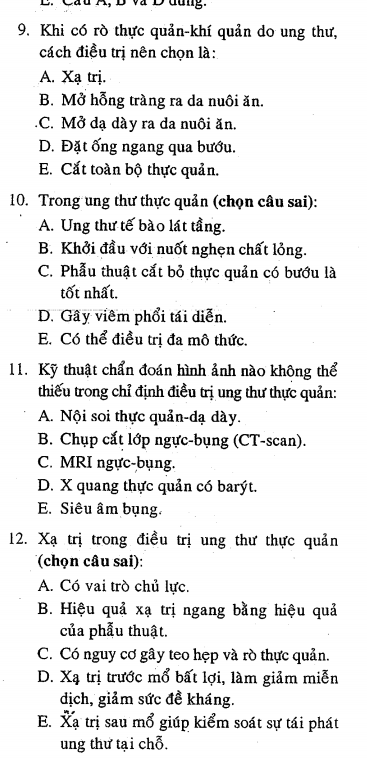 E. Câu A, B và D đúng.
9. Khi có rò thực quản-khí quản do ung thư,
cách điều trị nên chọn là:
A. Xạ trị.
B. Mở hỗng tràng ra da nuôi ăn.
C. Mở dạ dày ra da nuôi ăn.
D. Đặt ống ngang qua bướu.
E. Cắt toàn bộ thực quản.
10. Trong ung thư thực quản (chọn câu sai):
A. Ung thư tế bào lát tầng.
B. Khởi đầu với nuốt nghẹn chất lỏng.
C. Phẫu thuật cắt bỏ thực quản có bướu là
tốt nhất.
D. Gây viêm phổi tái diễn.
E. Có thể điều trị đa mô thức.
11. Kỹ thuật chẩn đoán hình ảnh nào không thể
thiếu trong chỉ định điều trị ung thư thực quản:
A. Nội soi thực quản-dạ dày.
B. Chụp cắt lớp ngực-bụng (CT-scan).
C. MRI ngực-bụng.
D. X quang thực quản có barýt.
E. Siêu âm bụng.
12. Xạ trị trong điều trị ung thư thực quản
(chọn câu sai):
A. Có vai trò chủ lực.
B. Hiệu quả xạ trị ngang bằng hiệu quả
của phẫu thuật.
C. Có nguy cơ gây teo hẹp và rò thực quản.
D. Xạ trị trước mổ bất lợi, làm giảm miễn
dịch, giảm sức đề kháng.
E. Xạ trị sau mổ giúp kiểm soát sự tái phát
ung thư tại chỗ.